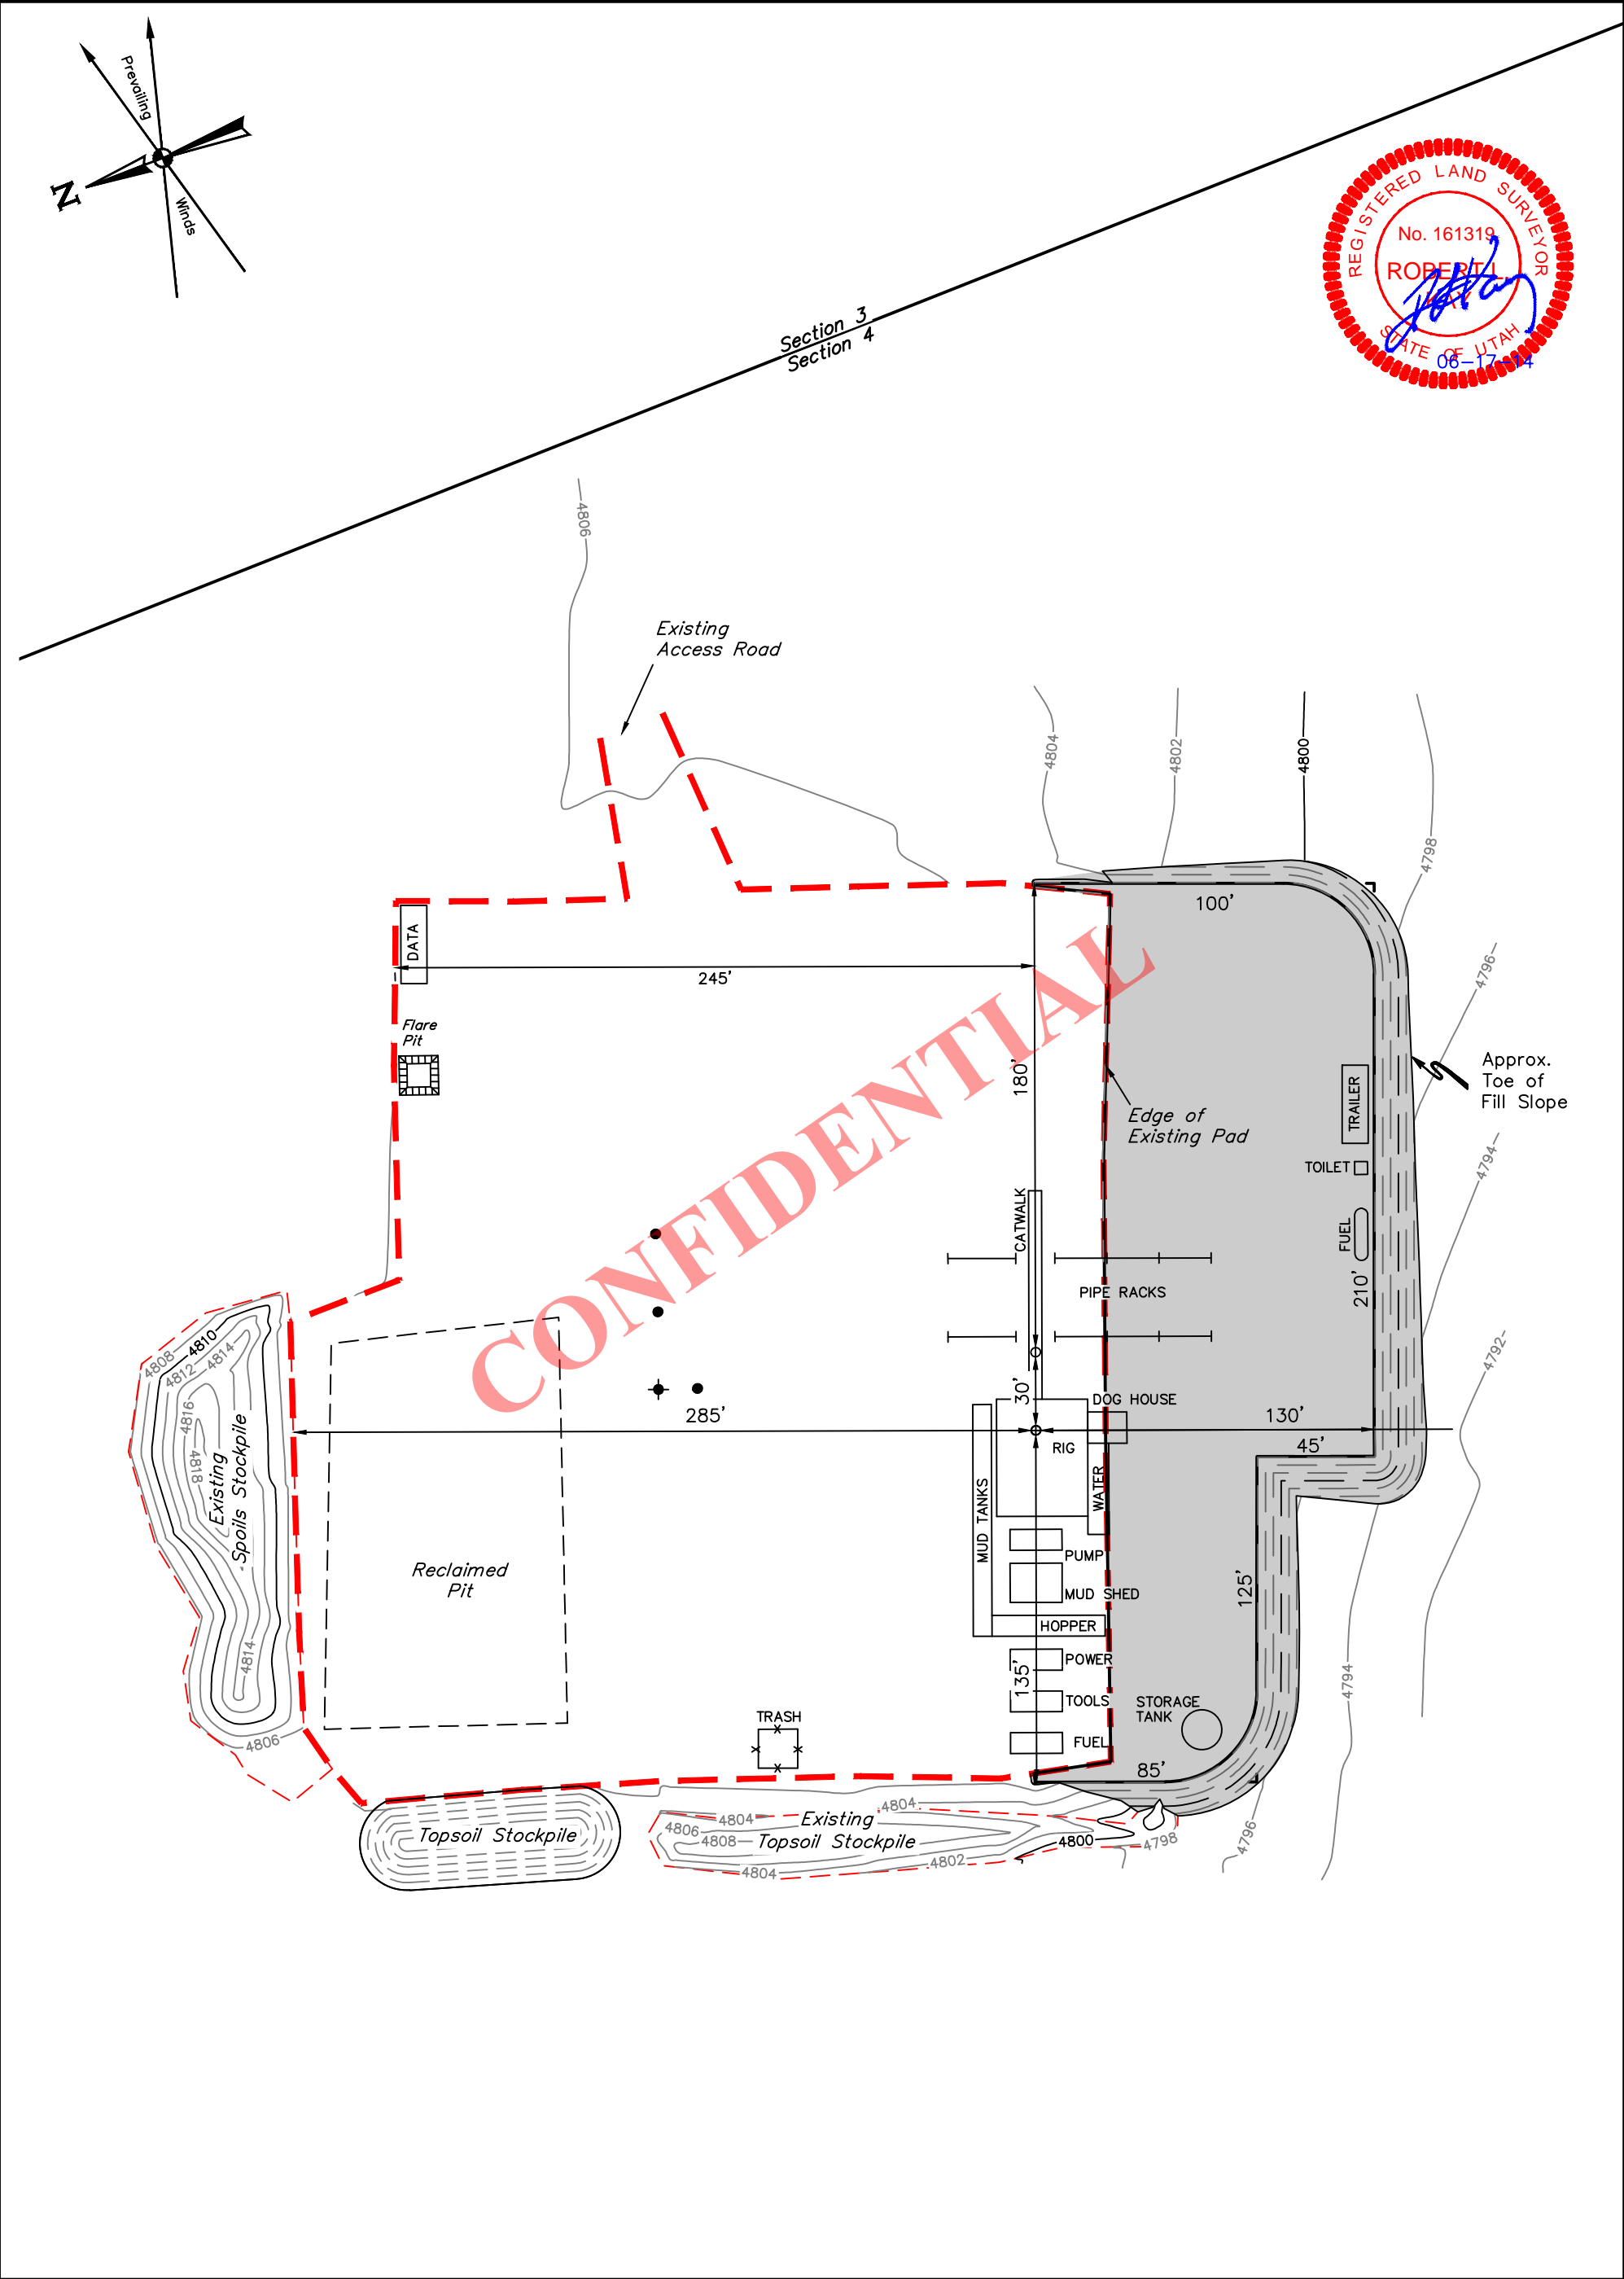 Prevailing
Winds
N
REGISTERED LAND SURVEYOR
No. 161319
ROBERT L.
STATE OF UTAH
06-17-14
Section 3
Section 4
4806
Existing
Access Road
4804
4802
4800
4798
4796
4794
4792
100'
DATA
245'
Flare
Pit
180'
Edge of
Existing Pad
Approx.
Toe of
Fill Slope
TRAILER
TOILET
FUEL
210'
CONFIDENTIAL
CATWALK
PIPE RACKS
30'
DOG HOUSE
285'
130'
45'
RIG
WATER
MUD TANKS
PUMP
MUD SHED
HOPPER
POWER
135'
TOOLS
FUEL
STORAGE
TANK
125'
85'
4808
4810
4812
4814
4816
4818
Existing
Spoils Stockpile
4814
4806
Reclaimed
Pit
TRASH
Topsoil Stockpile
4804
4804
4806
4808
Existing
Topsoil Stockpile
4804
4802
4800
4798
4796
4794